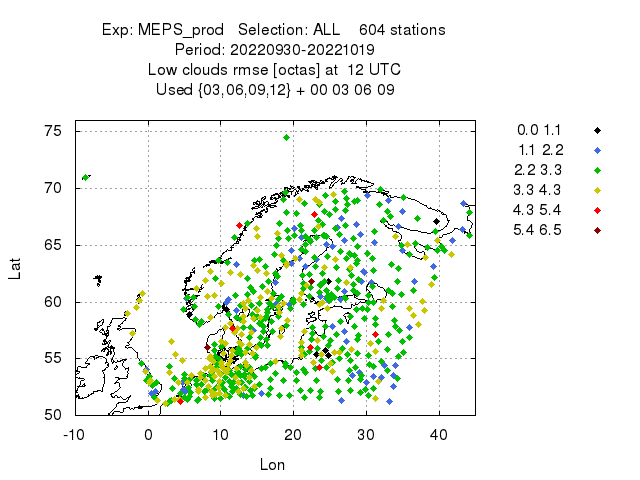 Exp: MEPS_prod   Selection: ALL    604 stations
Period: 20220930-20221019
Low clouds rmse [octas] at  12 UTC
Used {03,06,09,12} + 00 03 06 09
0.0 1.1
1.1 2.2
2.2 3.3
3.3 4.3
4.3 5.4
5.4 6.5
75
70
65
60
55
50
Lat
-10 0 10 20 30 40
Lon